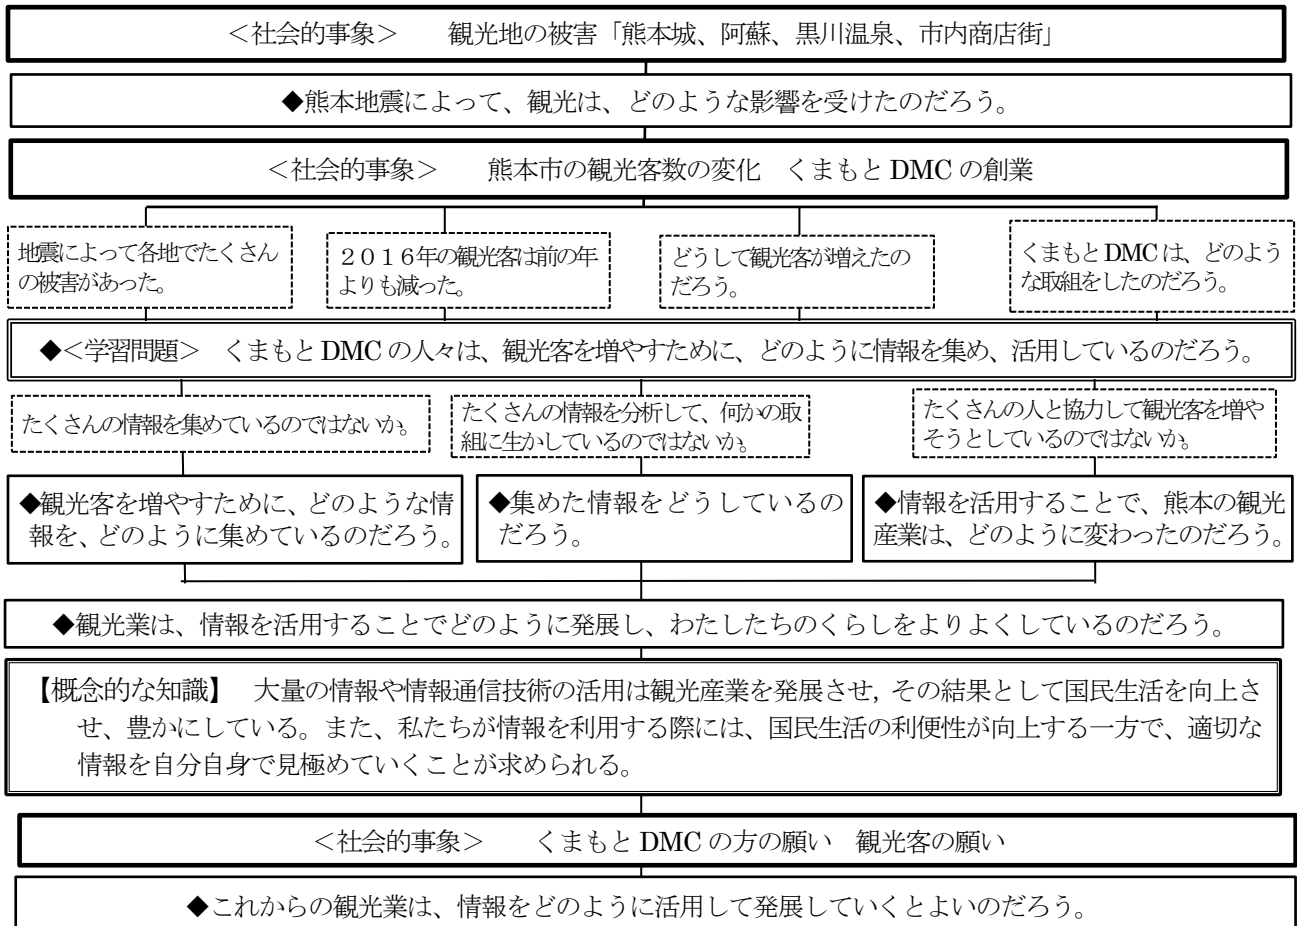 ＜社会的事象＞　　観光地の被害「熊本城、阿蘇、黒川温泉、市内商店街」
◆熊本地震によって、観光は、どのような影響を受けたのだろう。
＜社会的事象＞　　熊本市の観光客数の変化　くまもと DMC の創業
地震によって各地でたくさん
の被害があった。
２０１６年の観光客は前の年
よりも減った。
どうして観光客が増えたの
だろう。
くまもと DMC は、どのよう
な取組をしたのだろう。
◆＜学習問題＞　くまもと DMC の人々は、観光客を増やすために、どのように情報を集め、活用しているのだろう。
たくさんの情報を集めているのではないか。
たくさんの情報を分析して、何かの取
組に生かしているのではないか。
たくさんの人と協力して観光客を増や
そうとしているのではないか。
◆観光客を増やすために、どのような情
報を、どのように集めているのだろう。
◆集めた情報をどうしているの
だろう。
◆情報を活用することで、熊本の観光
産業は、どのように変わったのだろう。
◆観光業は、情報を活用することでどのように発展し、わたしたちのくらしをよりよくしているのだろう。
【概念的な知識】　大量の情報や情報通信技術の活用は観光産業を発展させ, その結果として国民生活を向上さ
せ、豊かにしている。また、私たちが情報を利用する際には、国民生活の利便性が向上する一方で、適切な
情報を自分自身で見極めていくことが求められる。
＜社会的事象＞　　くまもと DMC の方の願い　観光客の願い
◆これからの観光業は、情報をどのように活用して発展していくとよいのだろう。